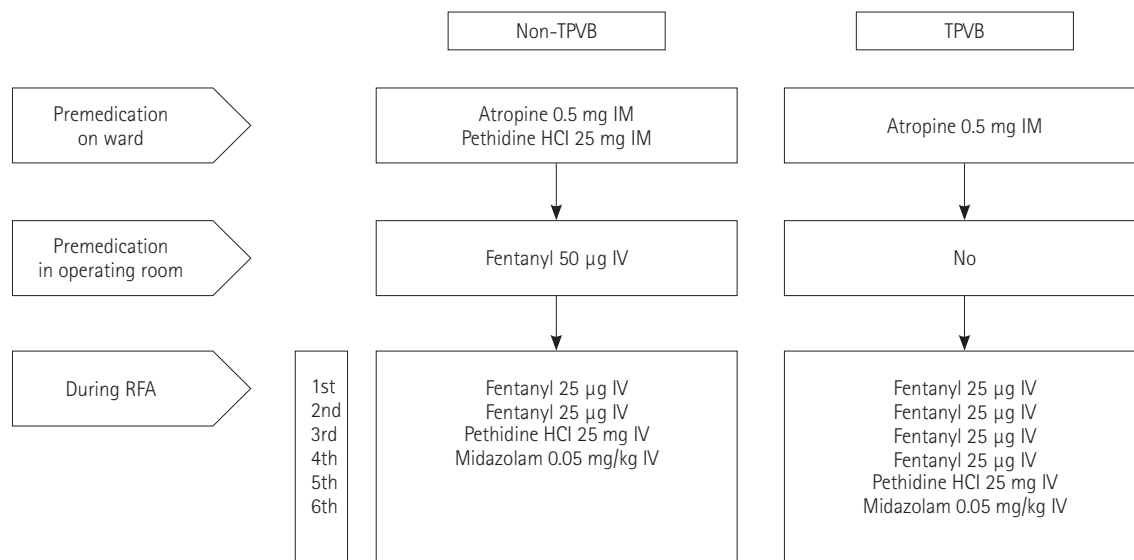 Non-TPVB
TPVB
Premedication
on ward
Atropine 0.5 mg IM
Pethidine HCl 25 mg IM
Atropine 0.5 mg IM
Premedication
in operating room
Fentanyl 50 µg IV
No
During RFA
1st
2nd
3rd
4th
5th
6th
Fentanyl 25 µg IV
Fentanyl 25 µg IV
Pethidine HCl 25 mg IV
Midazolam 0.05 mg/kg IV
Fentanyl 25 µg IV
Fentanyl 25 µg IV
Fentanyl 25 µg IV
Fentanyl 25 µg IV
Pethidine HCl 25 mg IV
Midazolam 0.05 mg/kg IV